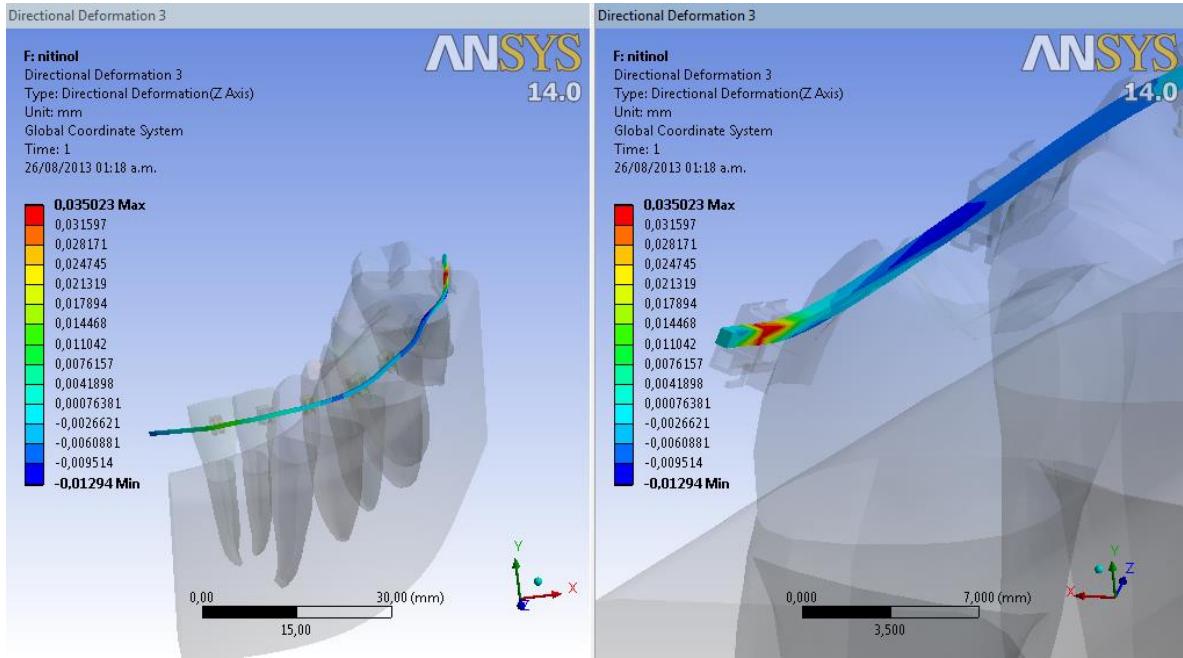 Directional Deformation 3
F: nitinol
Directional Deformation 3
Type: Directional Deformation(Z Axis)
Unit: mm
Global Coordinate System
Time: 1
26/08/2013 01:18 a.m.
ANSYS
14.0
0,035023 Max
0,031597
0,028171
0,024745
0,021319
0,017894
0,014468
0,011042
0,0076157
0,0041898
0,00076381
-0,0026621
-0,0060881
-0,009514
-0,01294 Min
0,00
30,00 (mm)
15,00
Y
X
Z
Directional Deformation 3
F: nitinol
Directional Deformation 3
Type: Directional Deformation(Z Axis)
Unit: mm
Global Coordinate System
Time: 1
26/08/2013 01:18 a.m.
ANSYS
14.0
0,035023 Max
0,031597
0,028171
0,024745
0,021319
0,017894
0,014468
0,011042
0,0076157
0,0041898
0,00076381
-0,0026621
-0,0060881
-0,009514
-0,01294 Min
0,000
7,000 (mm)
3,500
Y
Z
X